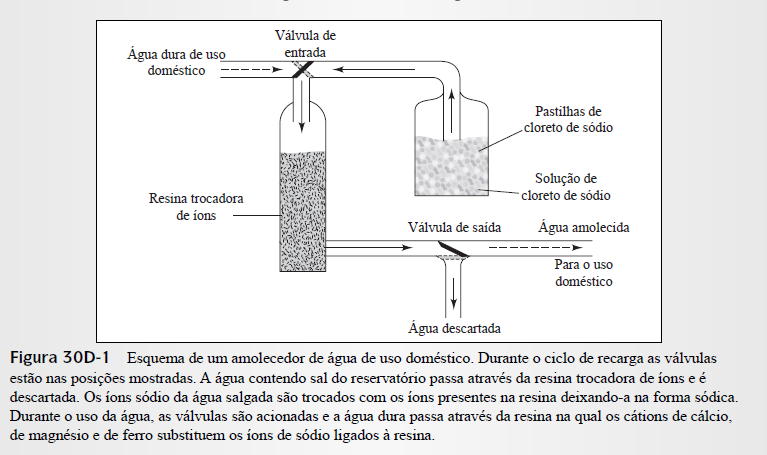 Válvula de
entrada
Água dura de uso
doméstico
Pastilhas de
cloreto de sódio
Solução de
cloreto de sódio
Resina trocadora
de íons
Válvula de saída
Água amolecida
Para o uso
doméstico
Água descartada
Figura 30D-1 Esquema de um amolecedor de água de uso doméstico. Durante o ciclo de recarga as válvulas
estão nas posições mostradas. A água contendo sal do reservatório passa através da resina trocadora de íons e é
descartada. Os íons sódio da água salgada são trocados com os íons presentes na resina deixando-a na forma sódica.
Durante o uso da água, as válvulas são acionadas e a água dura passa através da resina na qual os cátions de cálcio,
de magnésio e de ferro substituem os íons de sódio ligados à resina.